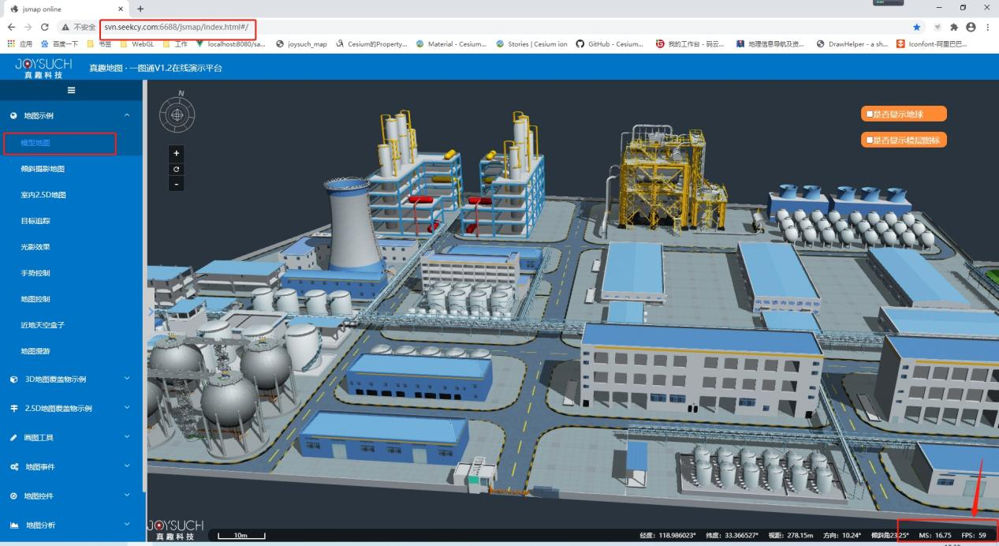 jsmap online
不安全
svn.seekcy.com:6688/jsmap/index.html#/
应用
百度一下
书签
WebGL
工作
localhost:8080/sa...
joysuch_map
Cesium的Property...
Material - Cesium...
Stories | Cesium ion
GitHub - Cesium...
我的工作台 - 码云...
地理信息导航及资...
DrawHelper - a sh...
Iconfont-阿里巴巴...
JOYSUCH
真趣科技
真趣地图 - 一图通V1.2在线演示平台
地图示例
模型地图
倾斜摄影地图
室内2.5D地图
目标追踪
光影效果
手势控制
地图控制
近地天空盒子
地图漫游
3D地图覆盖物示例
2.5D地图覆盖物示例
画图工具
地图事件
地图控件
地图分析
N
+
-
是否显示地球
是否显示楼层图标
JOYSUCH
真趣科技
10m
经度: 118.986023° 纬度: 33.366527° 视距: 278.15m 方向: 10.24° 倾斜角23.25° MS: 16.75 FPS: 59